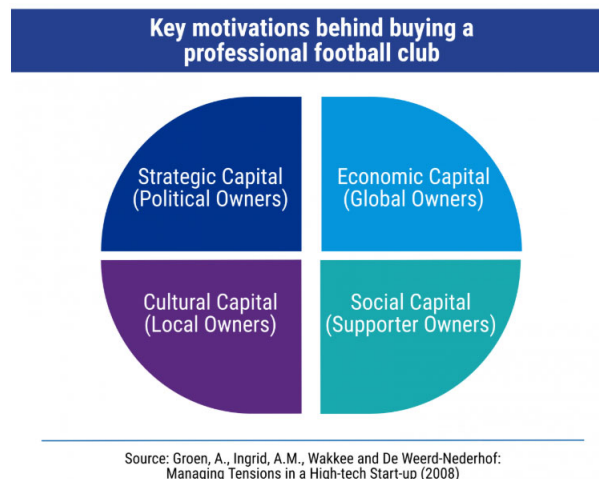 Key motivations behind buying a
professional football club
Strategic Capital
(Political Owners)
Economic Capital
(Global Owners)
Cultural Capital
(Local Owners)
Social Capital
(Supporter Owners)
Source: Groen, A., Ingrid, A.M., Wakkee and De Weerd-Nederhof:
Managing Tensions in a High-tech Start-up (2008)